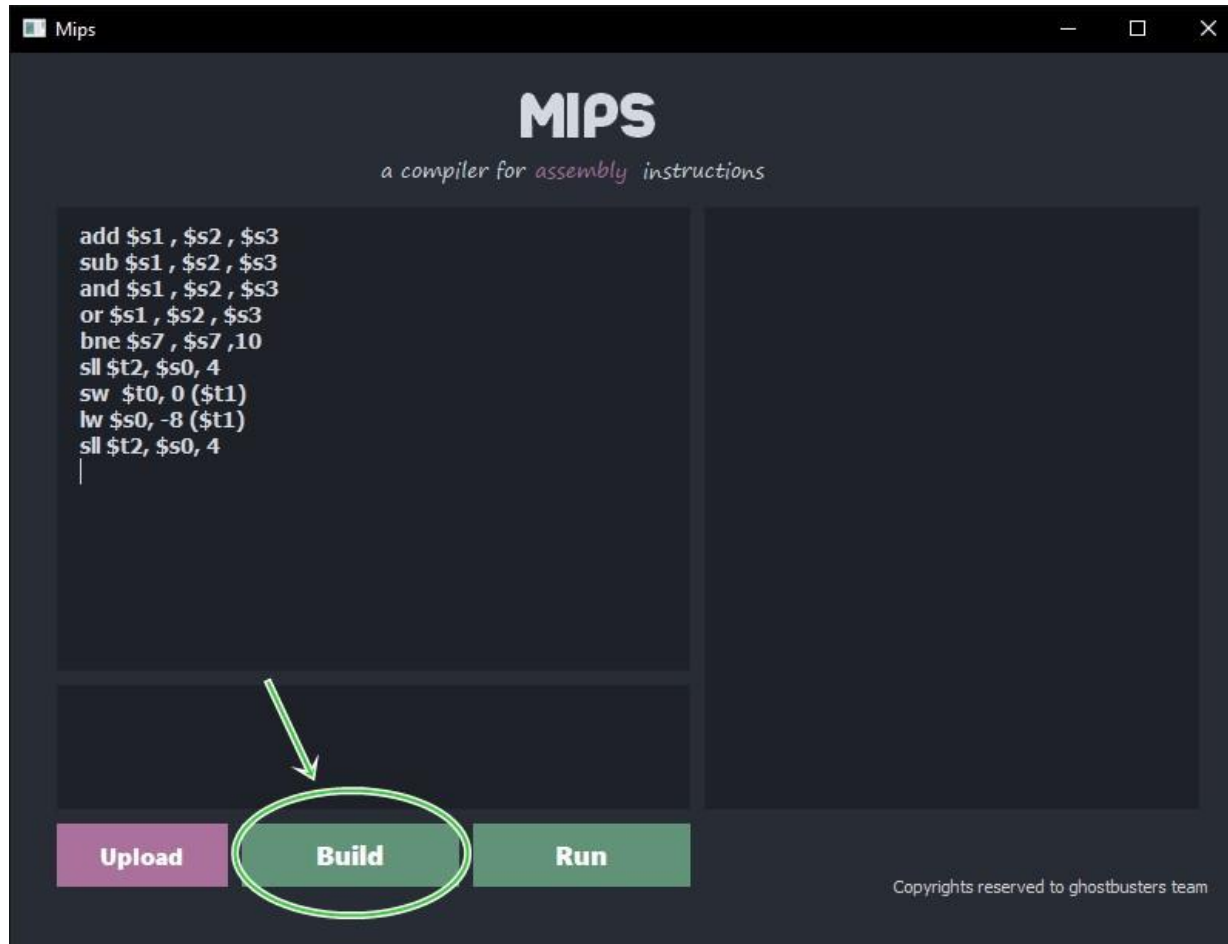 Mips
MIPS
a compiler for assembly instructions
add $s1 , $s2 , $s3
sub $s1 , $s2 , $s3
and $s1 , $s2 , $s3
or $s1 , $s2 , $s3
bne $s7 , $s7 ,10
sll $t2, $s0, 4
sw  $t0, 0 ($t1)
lw $s0, -8 ($t1)
sll $t2, $s0, 4
Upload
Build
Run
Copyrights reserved to ghostbusters team